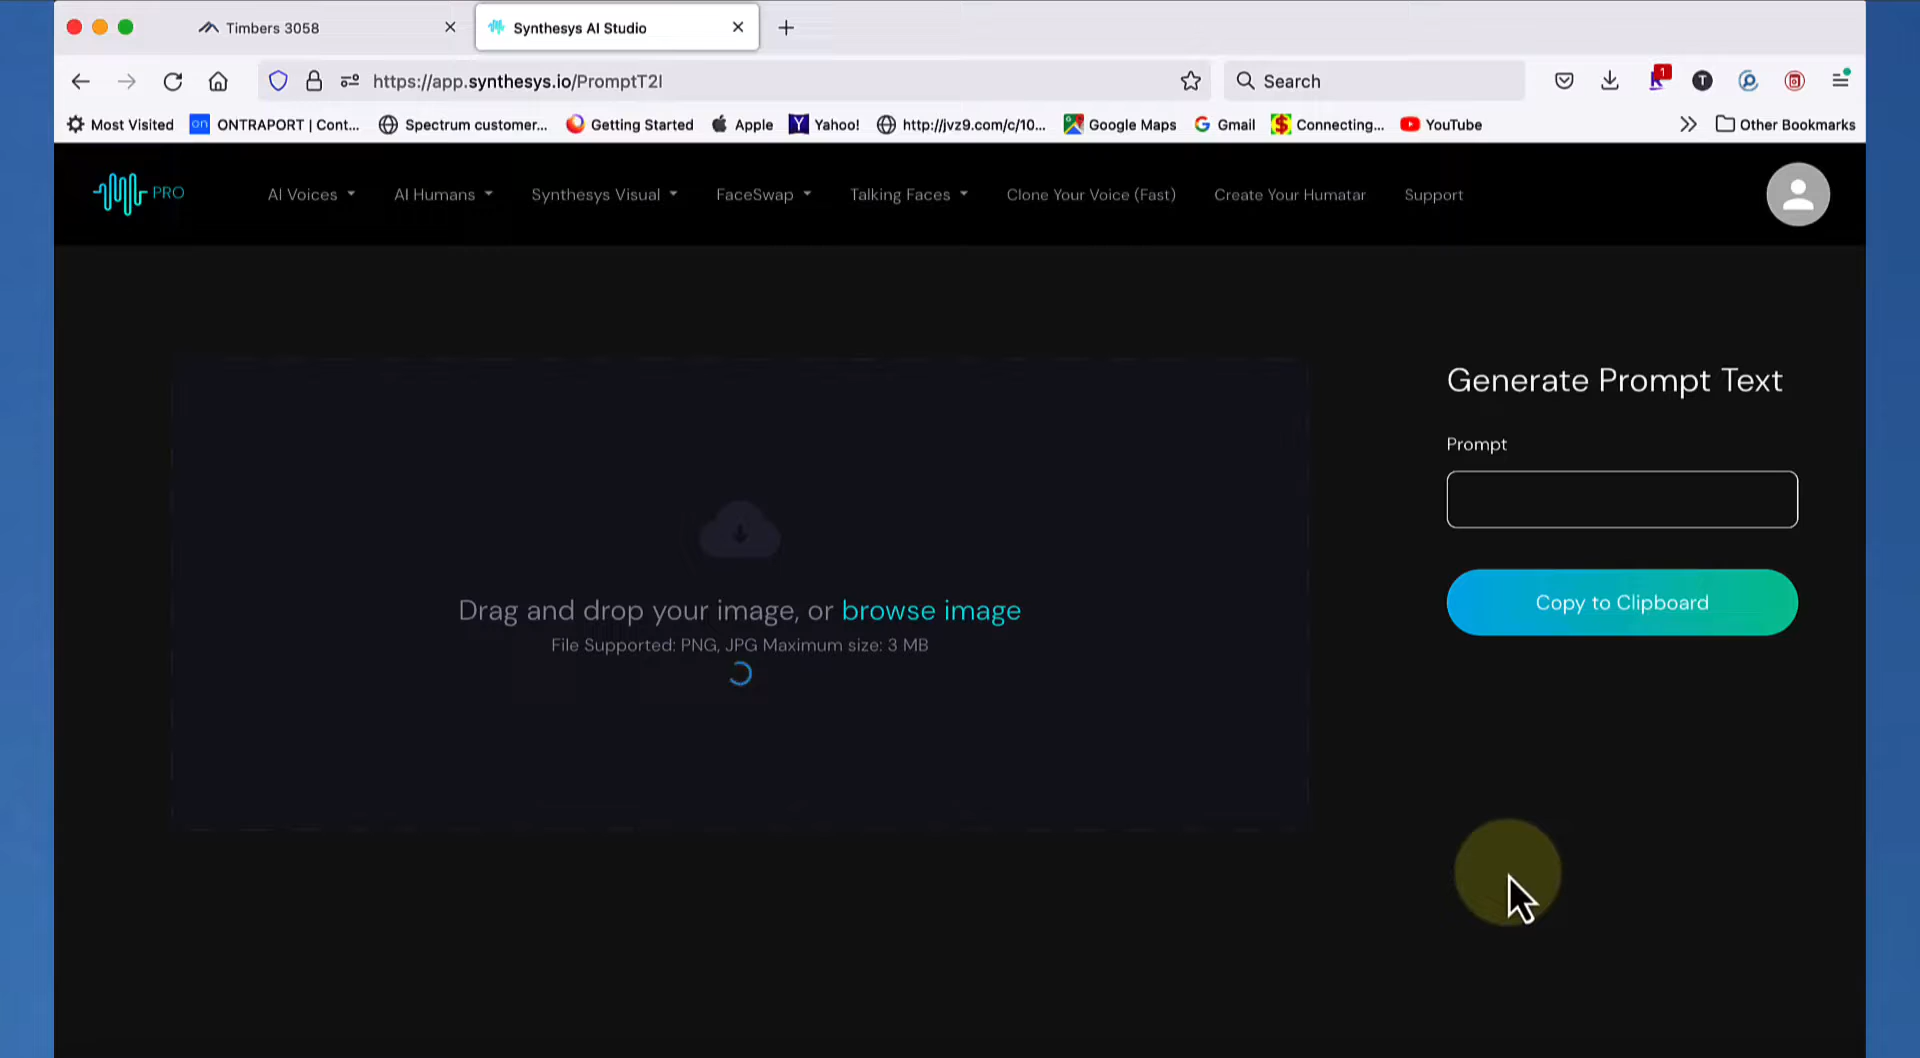 Timbers 3058
Synthesys AI Studio
https://app.synthesys.io/PromptT2I
Search
1
T
Most Visited
on
ONTRAPORT | Cont...
Spectrum customer...
Getting Started
Apple
Y
Yahoo!
http://jvz9.com/c/10...
Google Maps
G
Gmail
$
Connecting...
YouTube
Other Bookmarks
PRO
AI Voices
AI Humans
Synthesys Visual
FaceSwap
Talking Faces
Clone Your Voice (Fast)
Create Your Humatar
Support
Generate Prompt Text
Prompt
Copy to Clipboard
Drag and drop your image, or browse image
File Supported: PNG, JPG Maximum size: 3 MB